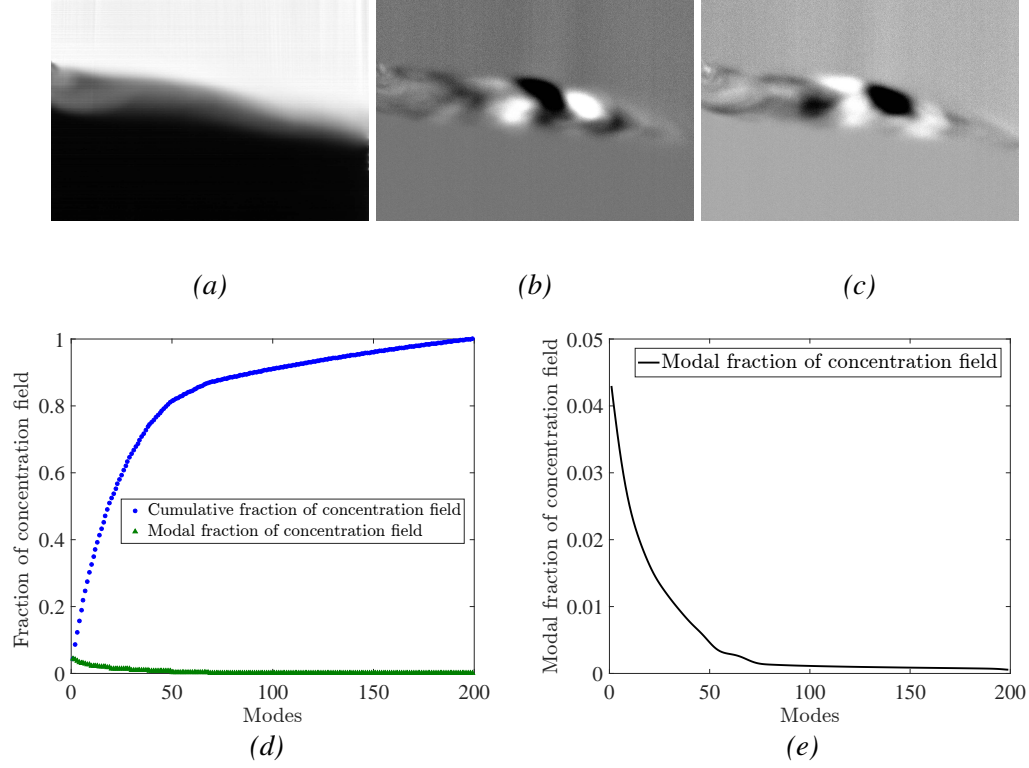 (a)
(b)
(c)
Fraction of concentration field
1
0.8
0.6
0.4
0.2
0
Cumulative fraction of concentration field
Modal fraction of concentration field
0 50 100 150 200
Modes
(d)
Modal fraction of concentration field
0.05
0.04
0.03
0.02
0.01
0
Modal fraction of concentration field
0 50 100 150 200
Modes
(e)